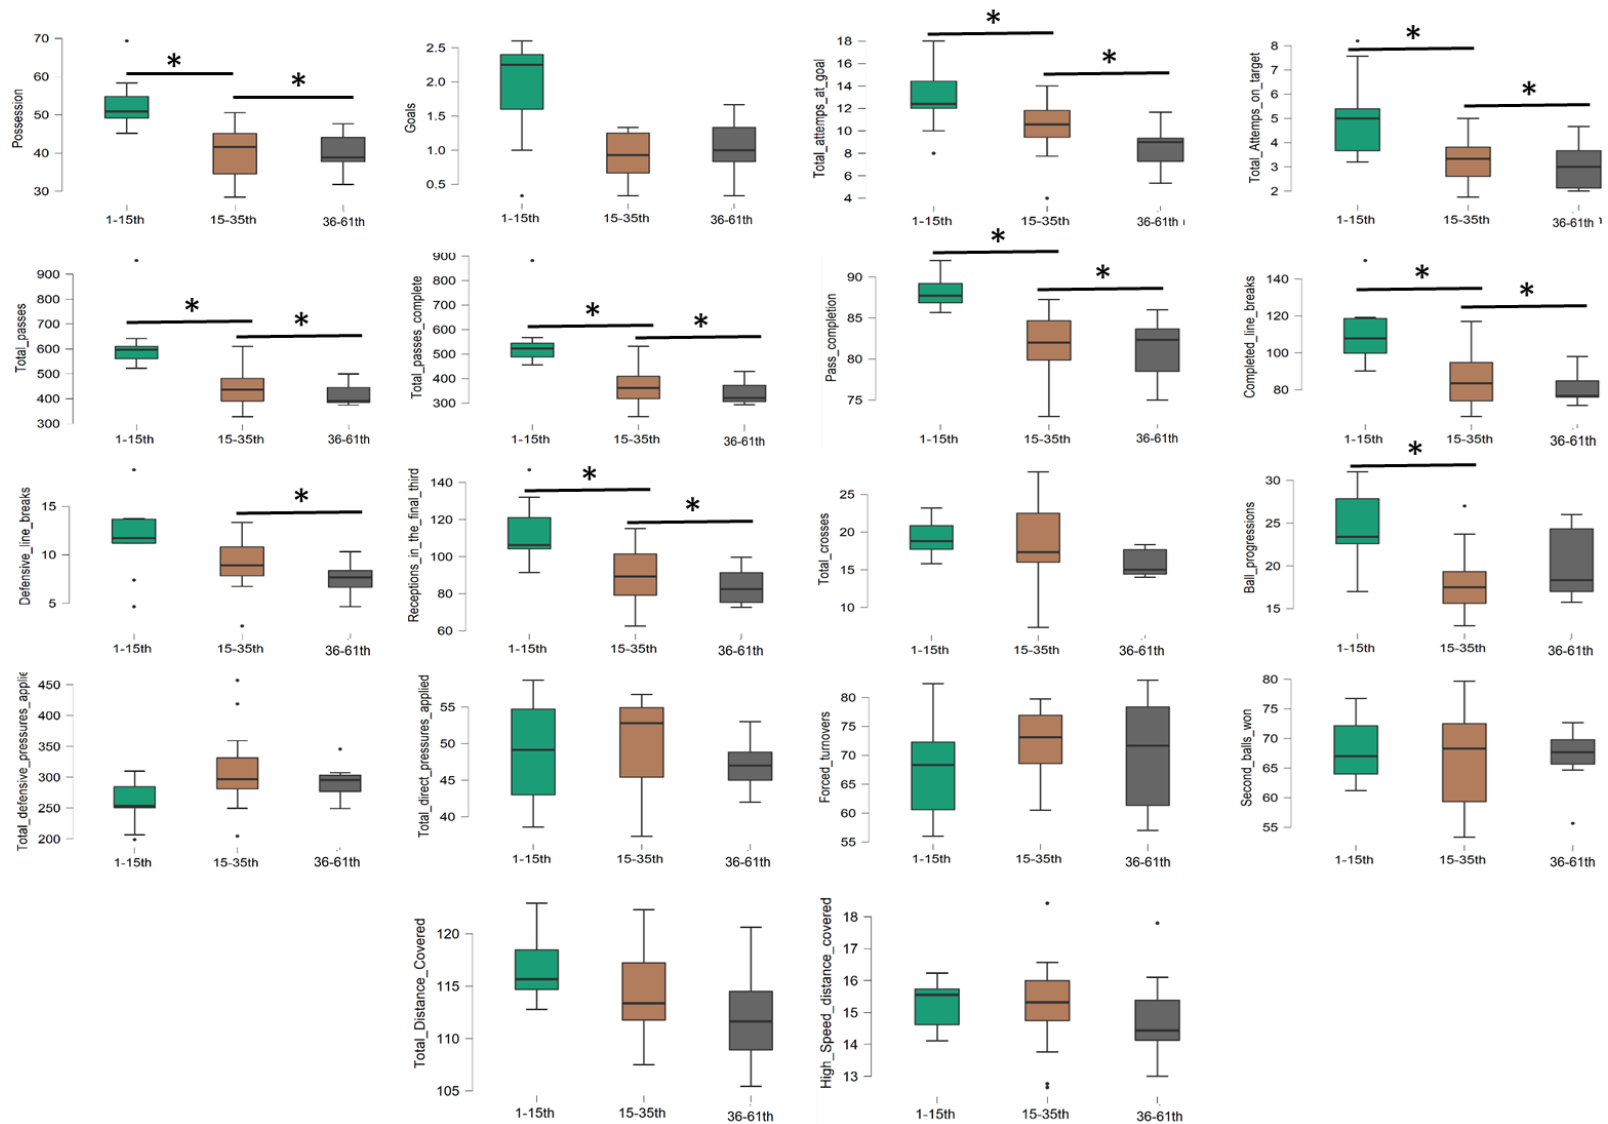 Possession
70
60
50
40
30
*
*
1-15th
15-35th
36-61th
Goals
2.5
2.0
1.5
1.0
0.5
1-15th
15-35th
36-61th
Total_attemps_at_goal
18
16
14
12
10
8
6
4
*
*
1-15th
15-35th
36-61th
Total_Attemps_on_target
8
7
6
5
4
3
2
*
*
1-15th
15-35th
36-61th
Total_passes
900
800
700
600
500
400
300
*
*
1-15th
15-35th
36-61th
Total_passes_complete
900
800
700
600
500
400
300
*
*
1-15th
15-35th
36-61th
Pass_completion
90
85
80
75
*
*
1-15th
15-35th
36-61th
Completed_line_breaks
140
120
100
80
*
*
1-15th
15-35th
36-61th
Defensive_line_breaks
15
10
5
*
1-15th
15-35th
36-61th
Receptions_in_the_final_third
140
120
100
80
60
*
*
1-15th
15-35th
36-61th
Total_crosses
25
20
15
10
1-15th
15-35th
36-61th
Ball_progressions
30
25
20
15
*
1-15th
15-35th
36-61th
Total_defensive_pressures_applie
450
400
350
300
250
200
1-15th
15-35th
36-61th
Total_direct_pressures_applied
55
50
45
40
1-15th
15-35th
36-61th
Forced_turnovers
80
75
70
65
60
55
1-15th
15-35th
36-61th
Second_balls_won
80
75
70
65
60
55
1-15th
15-35th
36-61th
Total_Distance_Covered
120
115
110
105
1-15th
15-35th
36-61th
High_Speed_distance_covered
18
17
16
15
14
13
1-15th
15-35th
36-61th